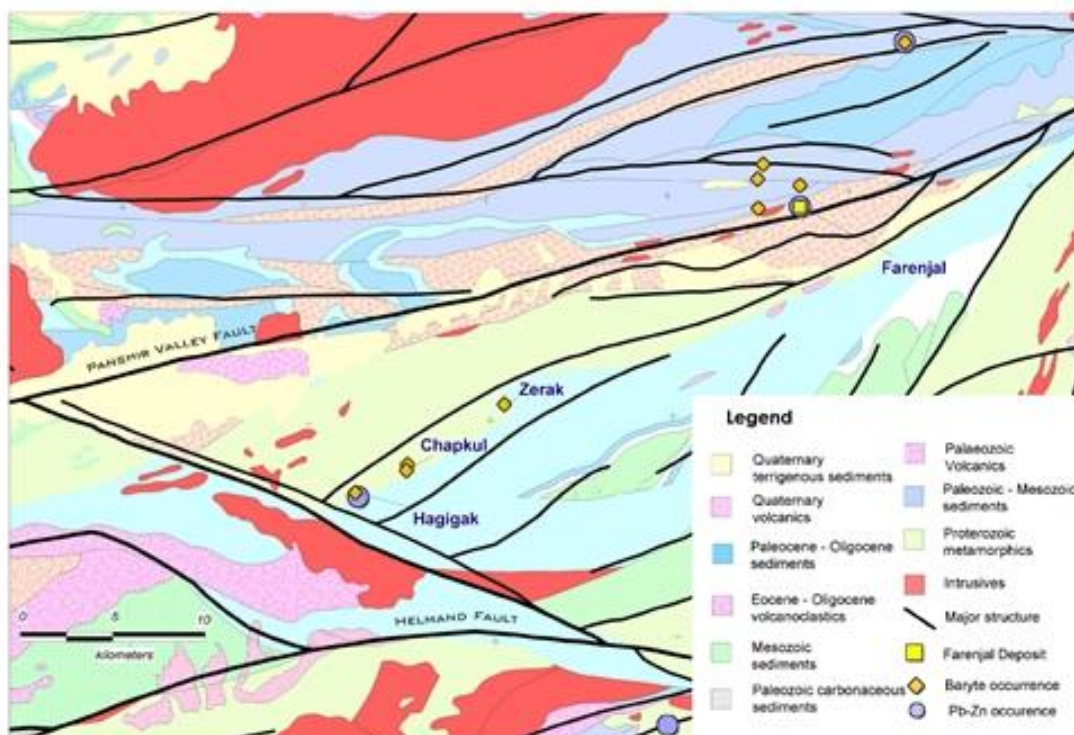 Farenjal
PANSHIR VALLEY FAULT
Zerak
Chapkul
Hagigak
HELMAND FAULT
0 5 10
kilometers
Legend
Quaternary
terrigenous sediments
Quaternary
volcanics
Paleocene - Oligocene
sediments
Eocene - Oligocene
volcanoclastics
Mesozoic
sediments
Paleozoic carbonaceous
sediments
Palaeozoic
Volcanics
Paleozoic - Mesozoic
sediments
Proterozoic
metamorphics
Intrusives
Major structure
Farenjal Deposit
Baryte occurrence
Pb-Zn occurence